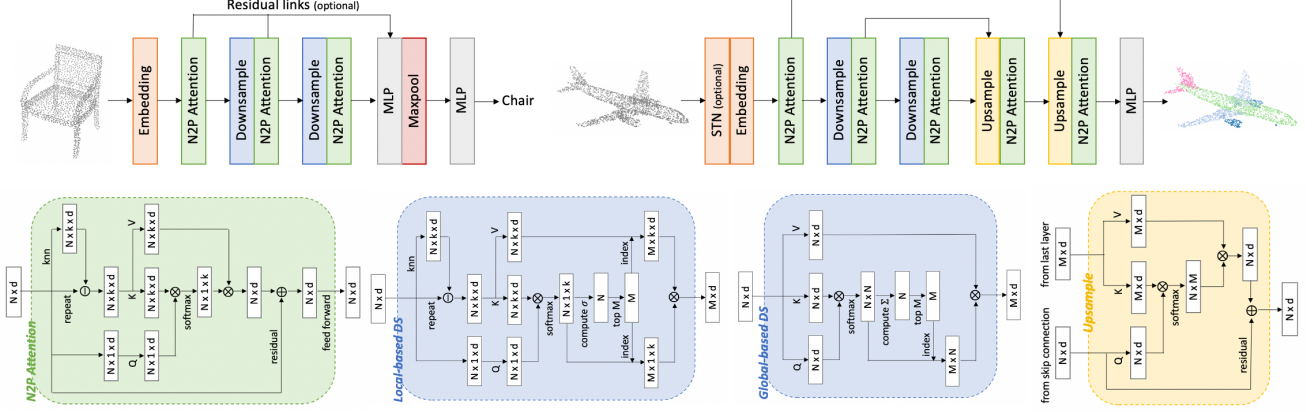 Residual links (optional)
Embedding
N2P Attention
Downsample
N2P Attention
Downsample
N2P Attention
MLP
Maxpool
MLP
Chair
STN (optional)
Embedding
N2P Attention
Downsample
N2P Attention
Downsample
N2P Attention
Upsample
N2P Attention
Upsample
N2P Attention
MLP
N x d
N2P Attention
knn
repeat
N x k x d
N x 1 x d
N x k x d
K
V
Q
N x k x d
N x k x d
N x 1 x d
softmax
N x 1 x k
N x d
residual
N x d
feed forward
N x d
N x d
Local-based DS
knn
repeat
N x k x d
N x 1 x d
N x k x d
K
V
Q
N x k x d
N x k x d
N x 1 x d
softmax
N x 1 x k
compute σ
N
top M
M
index
index
M x k x d
M x 1 x k
M x d
N x d
Global-based DS
V
K
Q
N x d
N x d
N x d
softmax
N x N
compute Σ
N
top M
M
index
M x N
M x d
from last layer
M x d
from skip connection
N x d
Upsample
V
K
Q
M x d
M x d
N x d
softmax
N x M
N x d
residual
N x d